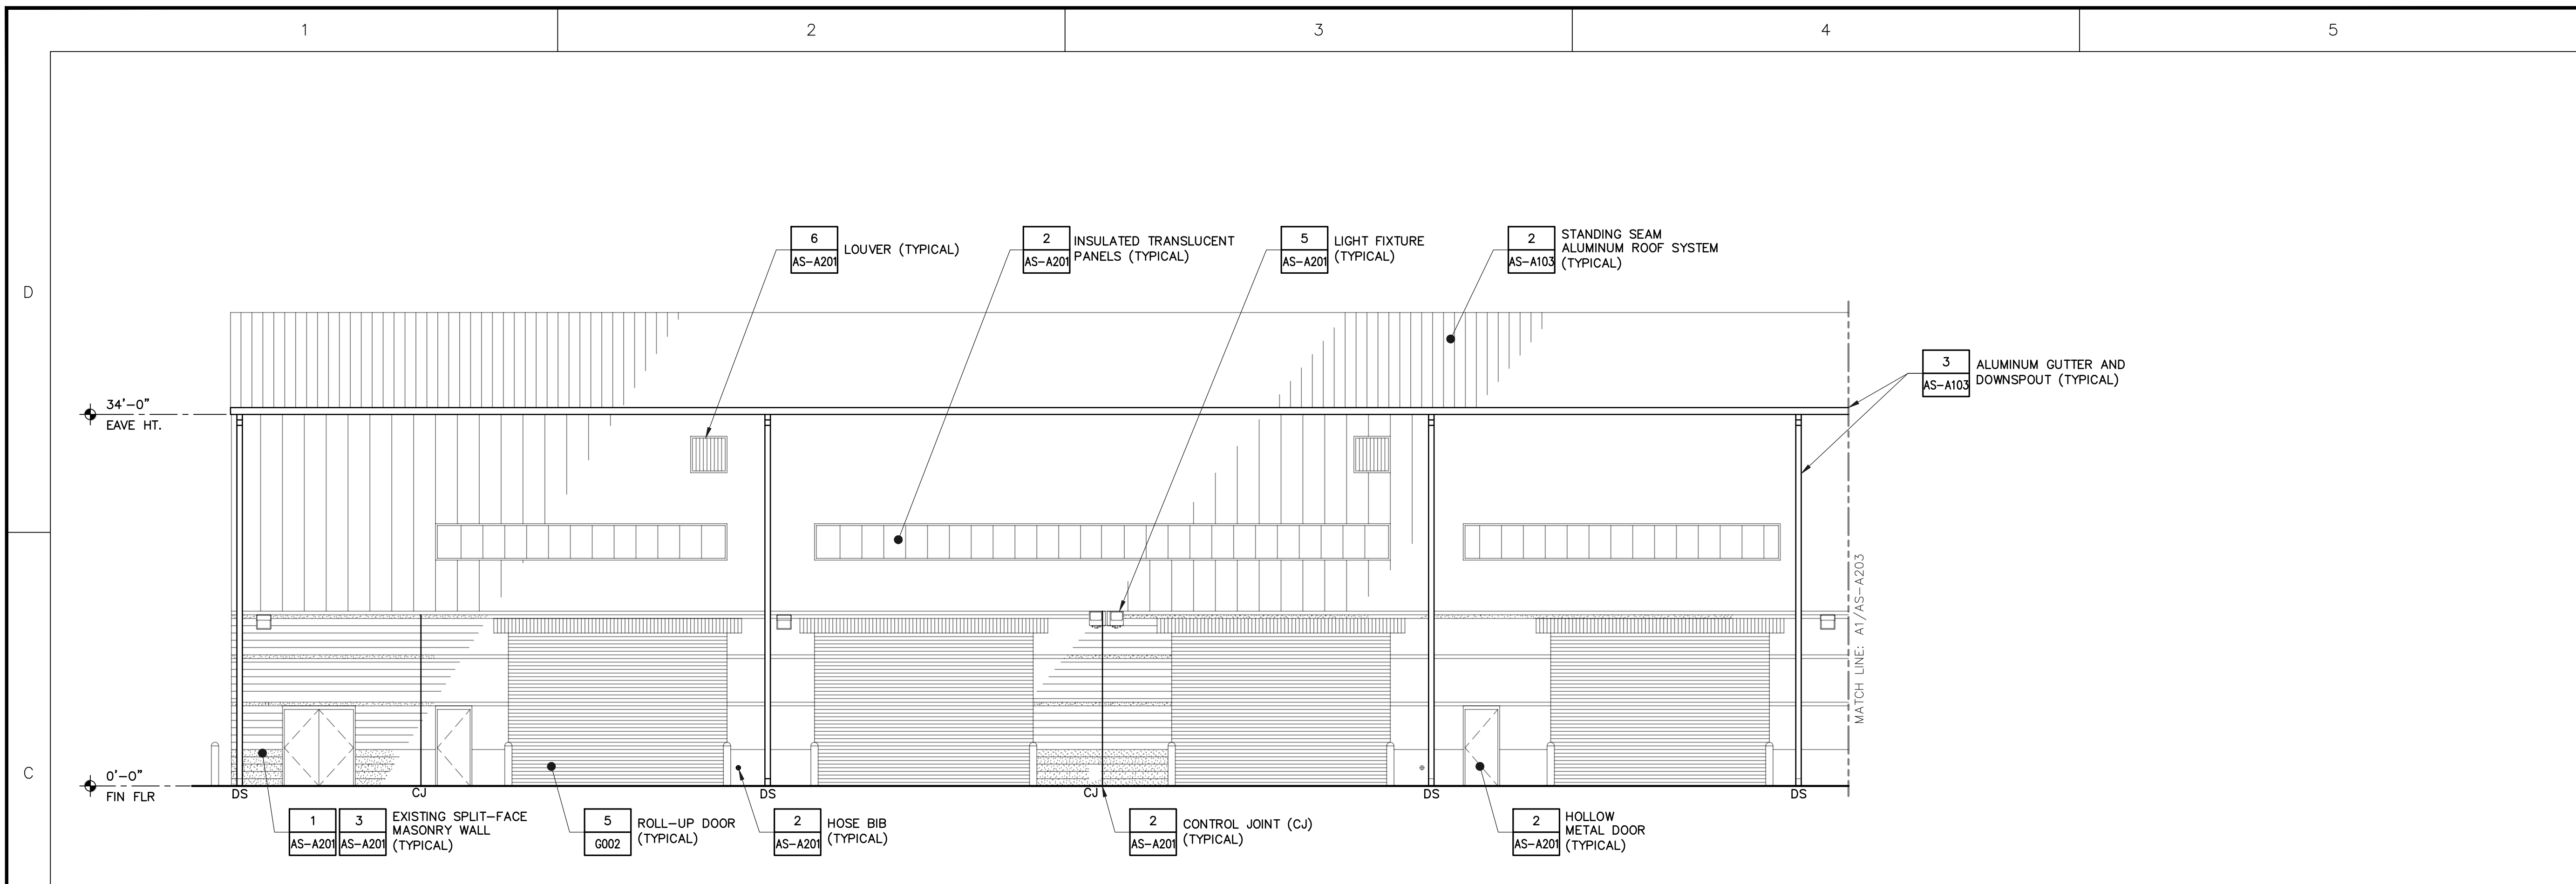 1
2
3
4
5
D
C
6
AS-A201
LOUVER (TYPICAL)
2
AS-A201
INSULATED TRANSLUCENT
PANELS (TYPICAL)
5
AS-A201
LIGHT FIXTURE
(TYPICAL)
2
AS-A103
STANDING SEAM
ALUMINUM ROOF SYSTEM
(TYPICAL)
3
AS-A103
ALUMINUM GUTTER AND
DOWNSPOUT (TYPICAL)
34'-0"
EAVE HT.
MATCH LINE: A1/AS-A203
0'-0"
FIN FLR
DS
CJ
DS
CJ
DS
DS
1
AS-A201
3
AS-A201
EXISTING SPLIT-FACE
MASONRY WALL
(TYPICAL)
5
G002
ROLL-UP DOOR
(TYPICAL)
2
AS-A201
HOSE BIB
(TYPICAL)
2
AS-A201
CONTROL JOINT (CJ)
(TYPICAL)
2
AS-A201
HOLLOW
METAL DOOR
(TYPICAL)